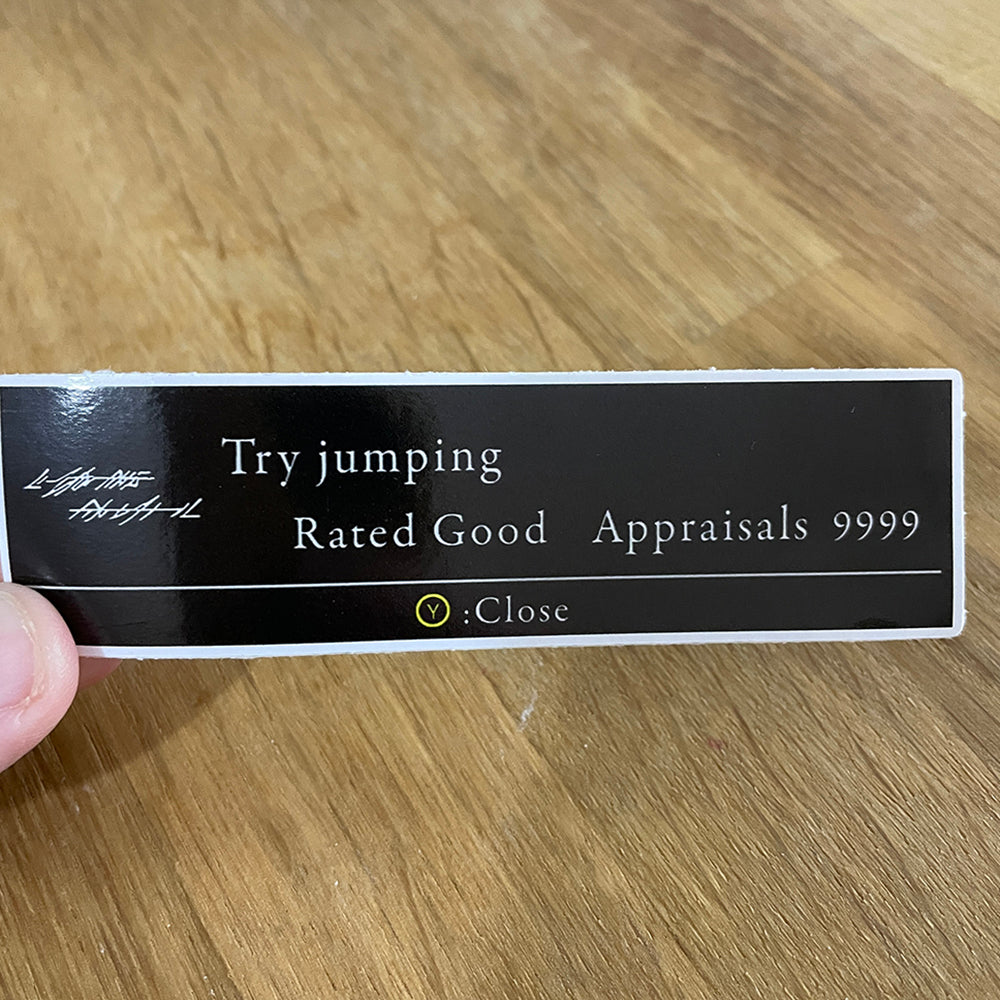 Try jumping
Rated Good Appraisals 9999
Y :Close